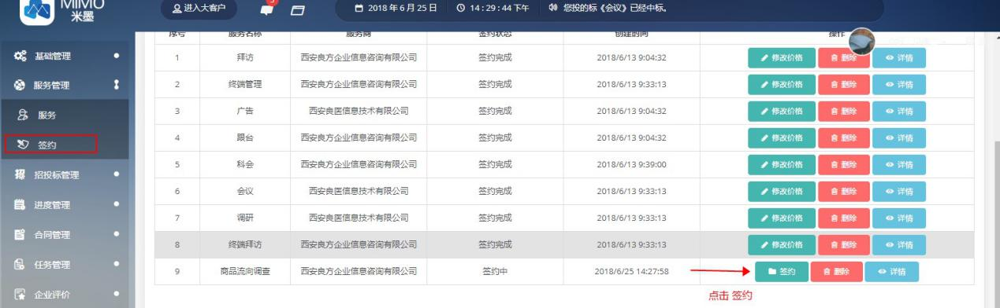 MIMO
米墨
进入大客户
2018 年 6 月 25 日
14 : 29 : 44 下午
您投的标《会议》已经中标。
基础管理
服务管理
服务
签约
招投标管理
进度管理
合同管理
任务管理
企业评价
序号 服务名称 服务商 签约状态 创建时间 操作
1 拜访 西安良方企业信息咨询有限公司 签约完成 2018/6/13 9:04:32 修改价格 删除 详情
2 终端管理 西安良方企业信息咨询有限公司 签约完成 2018/6/13 9:33:13 修改价格 删除 详情
3 广告 西安良医信息技术有限公司 签约完成 2018/6/13 9:04:32 修改价格 删除 详情
4 跟台 西安良方企业信息咨询有限公司 签约完成 2018/6/13 9:04:32 修改价格 删除 详情
5 科会 西安良方企业信息咨询有限公司 签约完成 2018/6/13 9:39:00 修改价格 删除 详情
6 会议 西安良医信息技术有限公司 签约完成 2018/6/13 9:33:13 修改价格 删除 详情
7 调研 西安良医信息技术有限公司 签约完成 2018/6/13 9:33:13 修改价格 删除 详情
8 终端拜访 西安良方企业信息咨询有限公司 签约完成 2018/6/13 9:33:13 修改价格 删除 详情
9 商品流向调查 西安良方企业信息咨询有限公司 签约中 2018/6/25 14:27:58 签约 删除 详情
点击 签约